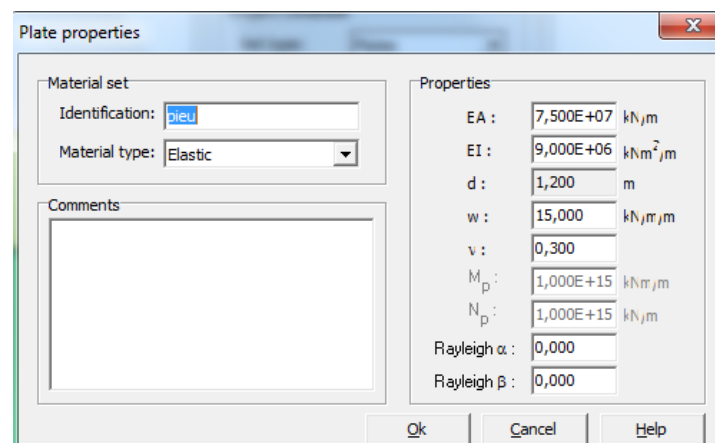 Plate properties
x
Material set
Identification: pieu
Material type: Elastic
Comments
Properties
EA : 7,500E+07 kN/m
EI : 9,000E+06 kNm²/m
d : 1,200 m
w : 15,000 kN/m/m
ν : 0,300
Mp : 1,000E+15 kNm/m
Np : 1,000E+15 kN/m
Rayleigh α : 0,000
Rayleigh β : 0,000
Ok Cancel Help